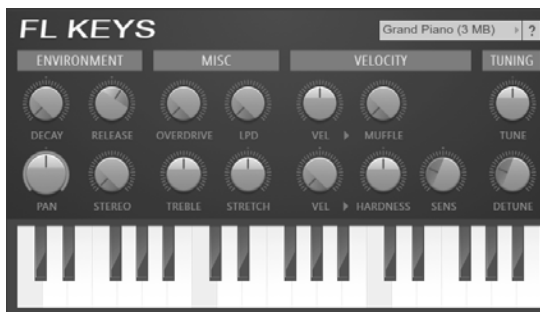 FL KEYS
Grand Piano (3 MB) ?
ENVIRONMENT MISC VELOCITY TUNING
DECAY RELEASE OVERDRIVE LPD VEL MUFFLE TUNE
PAN STEREO TREBLE STRETCH VEL HARDNESS SENS DETUNE